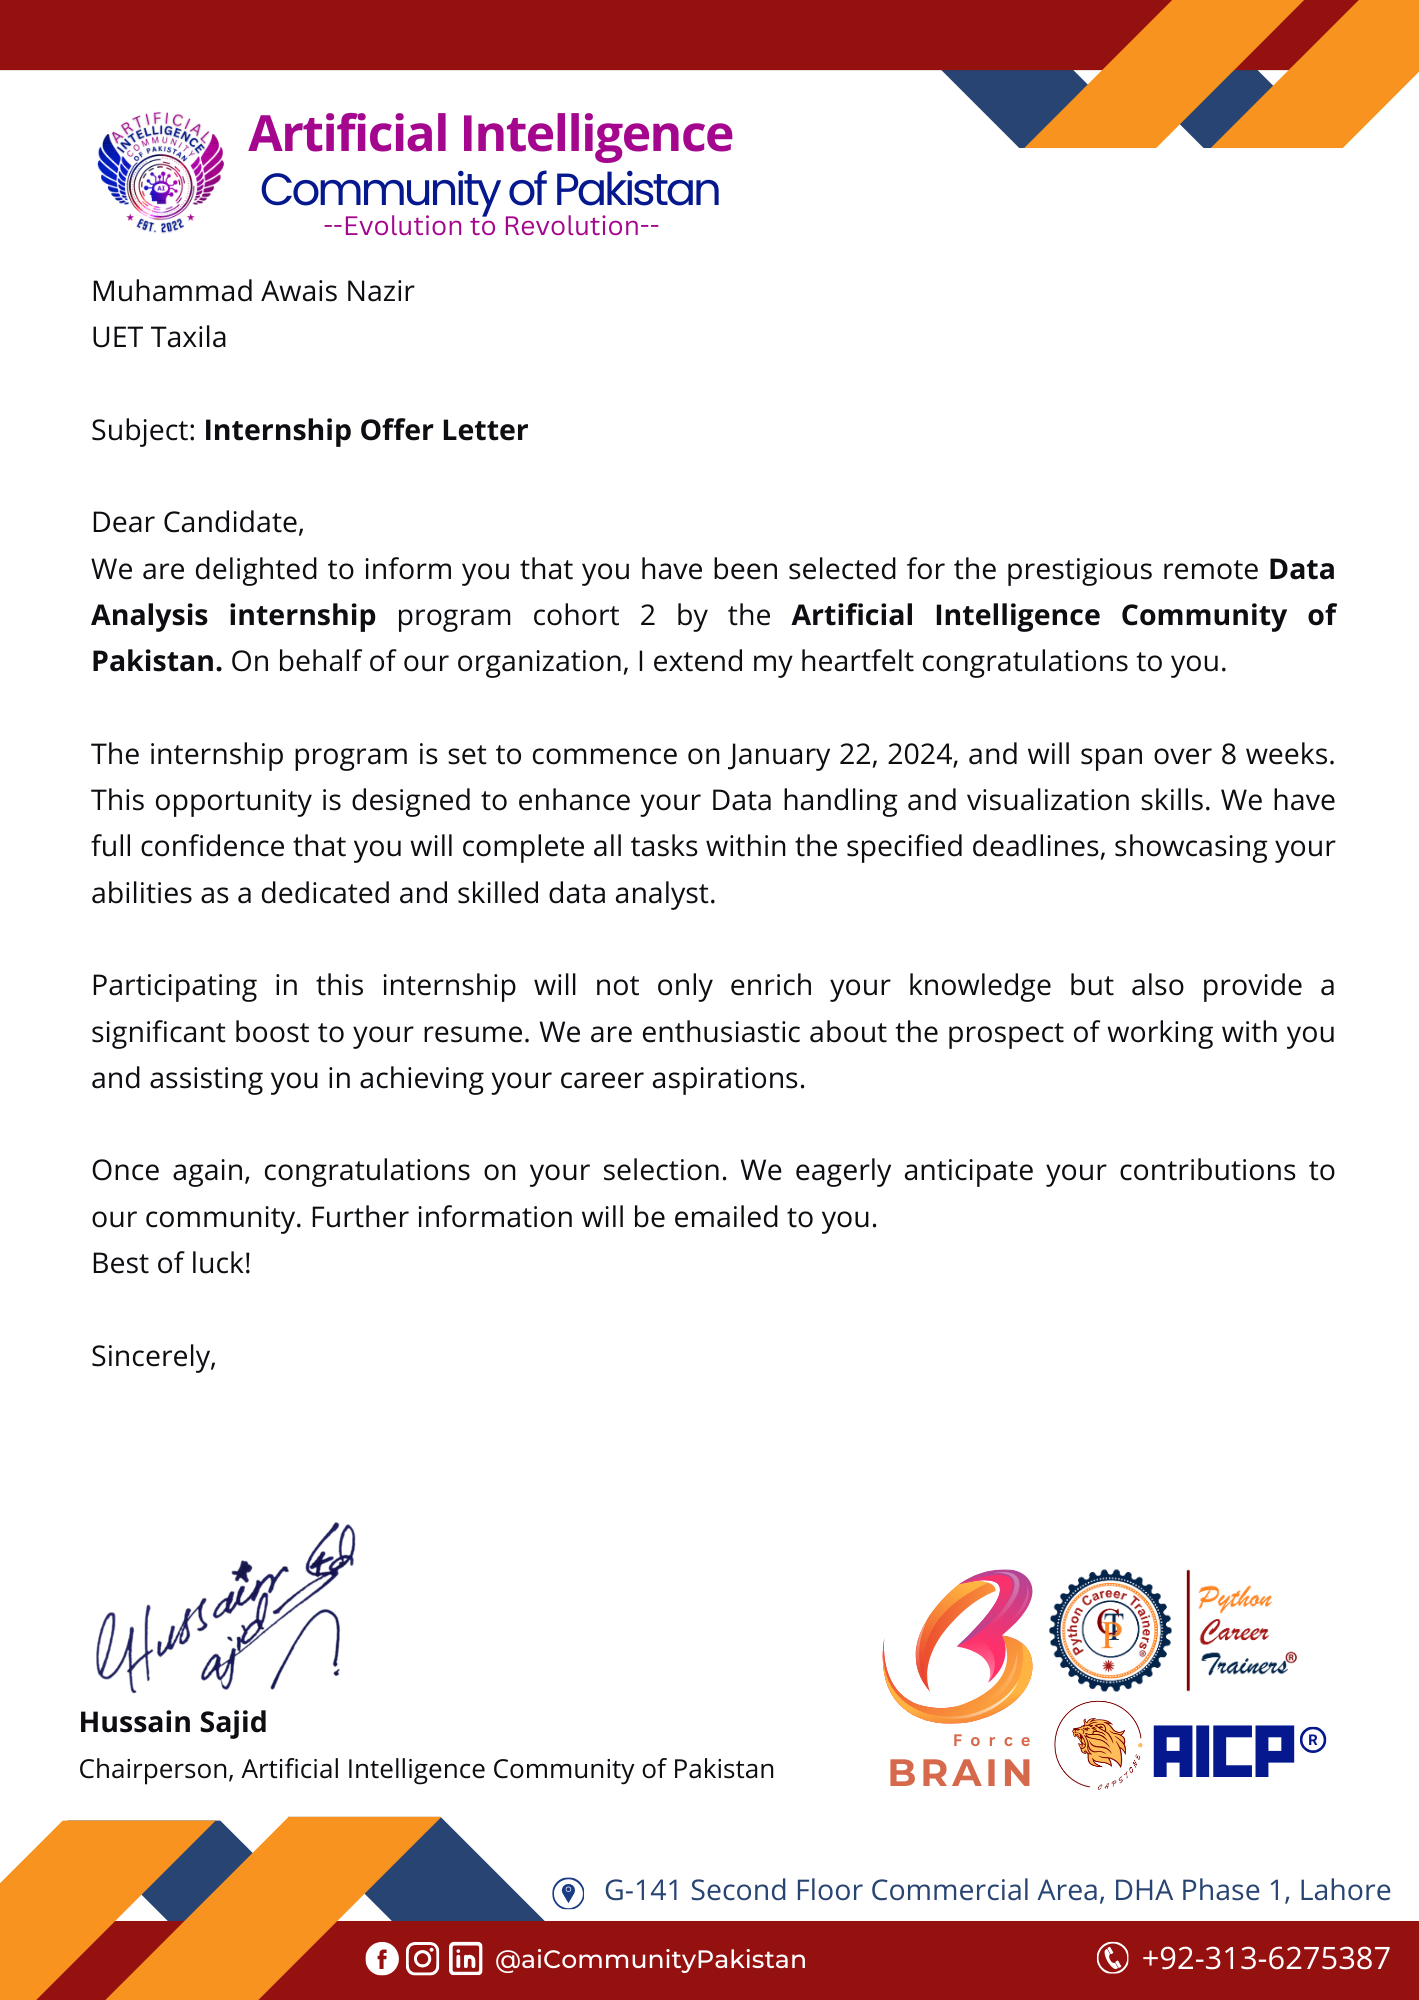 ARTIFICIAL
INTELLIGENCE
COMMUNITY
OF PAKISTAN
AI
EST. 2022
Artificial Intelligence
Community of Pakistan
--Evolution to Revolution--
Muhammad Awais Nazir
UET Taxila
Subject: Internship Offer Letter
Dear Candidate,
We are delighted to inform you that you have been selected for the prestigious remote Data
Analysis internship program cohort 2 by the Artificial Intelligence Community of
Pakistan. On behalf of our organization, I extend my heartfelt congratulations to you.
The internship program is set to commence on January 22, 2024, and will span over 8 weeks.
This opportunity is designed to enhance your Data handling and visualization skills. We have
full confidence that you will complete all tasks within the specified deadlines, showcasing your
abilities as a dedicated and skilled data analyst.
Participating in this internship will not only enrich your knowledge but also provide a
significant boost to your resume. We are enthusiastic about the prospect of working with you
and assisting you in achieving your career aspirations.
Once again, congratulations on your selection. We eagerly anticipate your contributions to
our community. Further information will be emailed to you.
Best of luck!
Sincerely,
Hussain
Hussain Sajid
Chairperson, Artificial Intelligence Community of Pakistan
Force
BRAIN
Python Career Trainers®
Python
Career
Trainers®
CAPSTONE
AICP®
G-141 Second Floor Commercial Area, DHA Phase 1, Lahore
@aiCommunityPakistan
+92-313-6275387